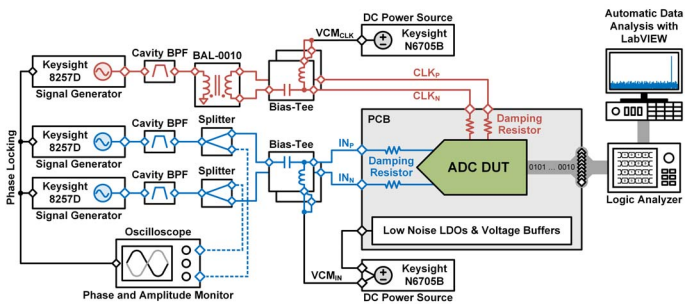 DC Power Source
Keysight
N6705B
VCM CLK
Automatic Data
Analysis with
LabVIEW
Cavity BPF
BAL-0010
Keysight
8257D
Signal Generator
Bias-Tee
CLKP
CLKN
PCB
Damping
Resistor
Phase Locking
Keysight
8257D
Signal Generator
Cavity BPF
Splitter
Bias-Tee
INP
Damping
Resistor
INN
ADC DUT
0101 ... 0010
Logic Analyzer
Keysight
8257D
Signal Generator
Cavity BPF
Splitter
Oscilloscope
Phase and Amplitude Monitor
Low Noise LDOs & Voltage Buffers
VCMIN
Keysight
N6705B
DC Power Source